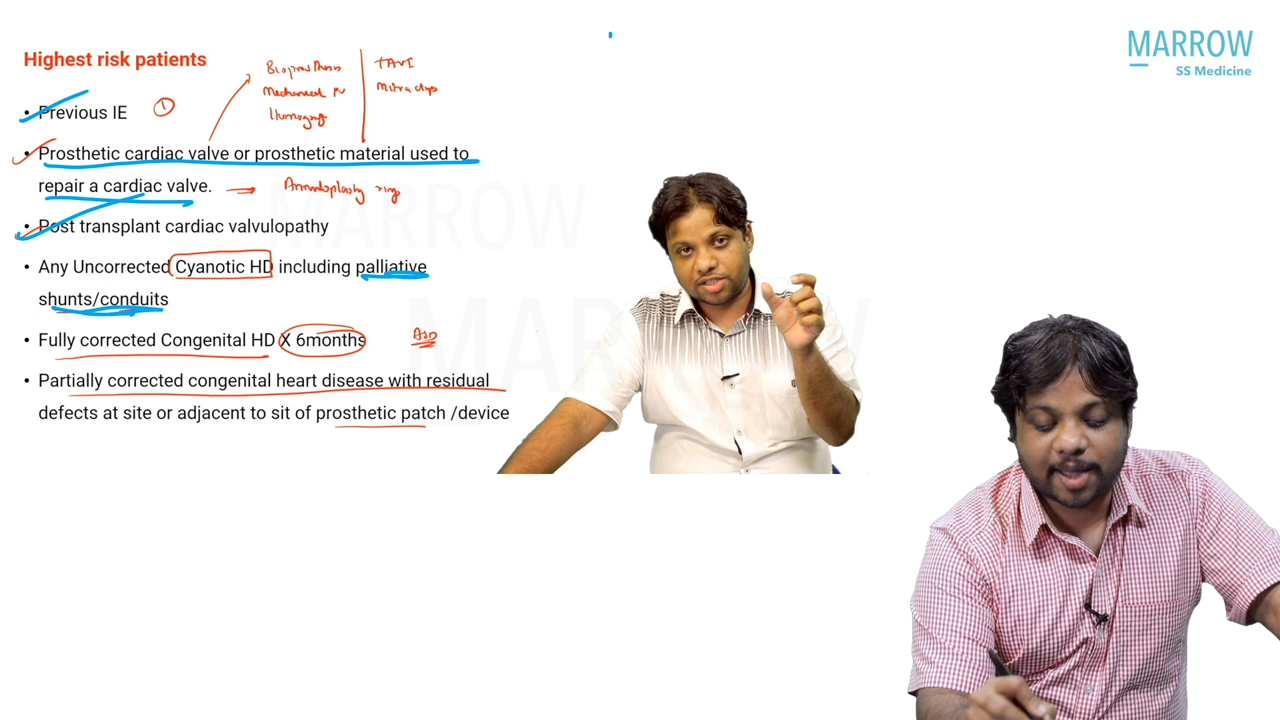 MARROW
SS Medicine
Highest risk patients
Bioprosthesis
Mechanical PV
Homograft
TAVI
Mitraclip
• Previous IE
1
• Prosthetic cardiac valve or prosthetic material used to
repair a cardiac valve.
Annuloplasty ring
• Post transplant cardiac valvulopathy
• Any Uncorrected Cyanotic HD including palliative
shunts/conduits
• Fully corrected Congenital HD X 6months
ASD
• Partially corrected congenital heart disease with residual
defects at site or adjacent to sit of prosthetic patch /device
MARROW
MARROW